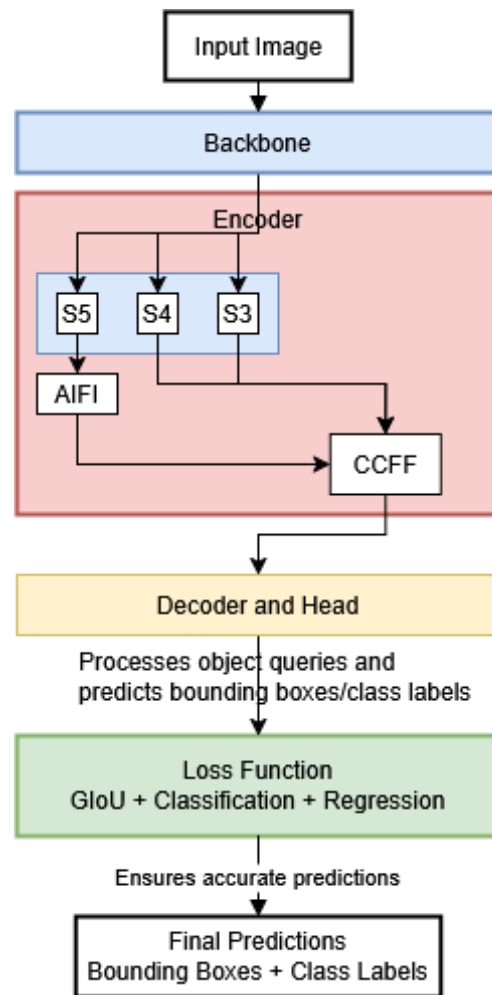 Input Image
Backbone
Encoder
S5
S4
S3
AIFI
CCFF
Decoder and Head
Processes object queries and
predicts bounding boxes/class labels
Loss Function
GIoU + Classification + Regression
Ensures accurate predictions
Final Predictions
Bounding Boxes + Class Labels